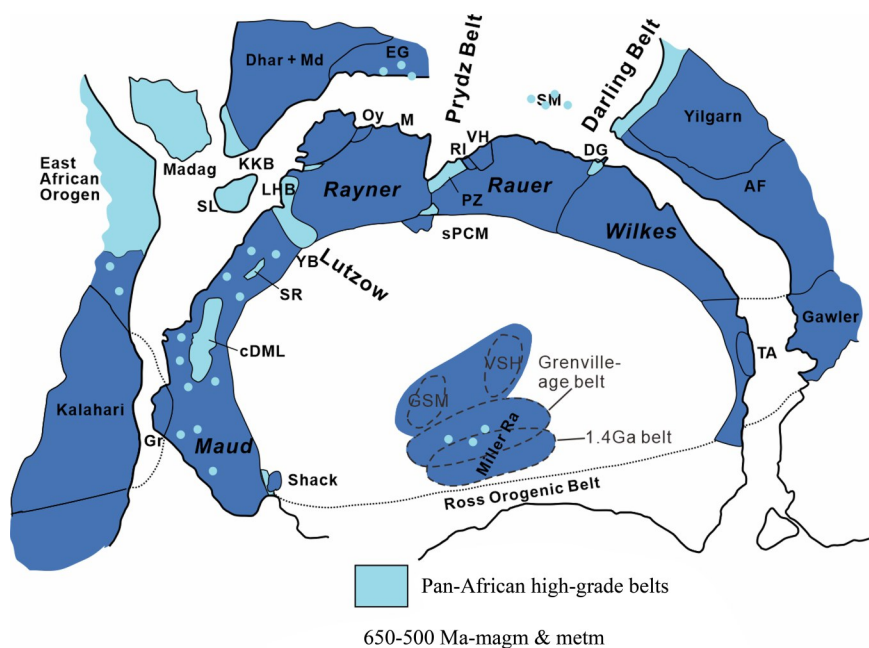 Dhar + Md
EG
Prydz Belt
Darling Belt
SM
Yilgarn
Oy
M
VH
RI
DG
East
African
Orogen
Madag
KKB
LHB
SL
Rayner
Rauer
PZ
AF
sPCM
Wilkes
YB
Lutzow
SR
cDML
Gawler
TA
Kalahari
Gr
Maud
VSH
GSM
Grenville-
age belt
Miller Ra
1.4Ga belt
Shack
Ross Orogenic Belt
Pan-African high-grade belts
650-500 Ma-magm & metm